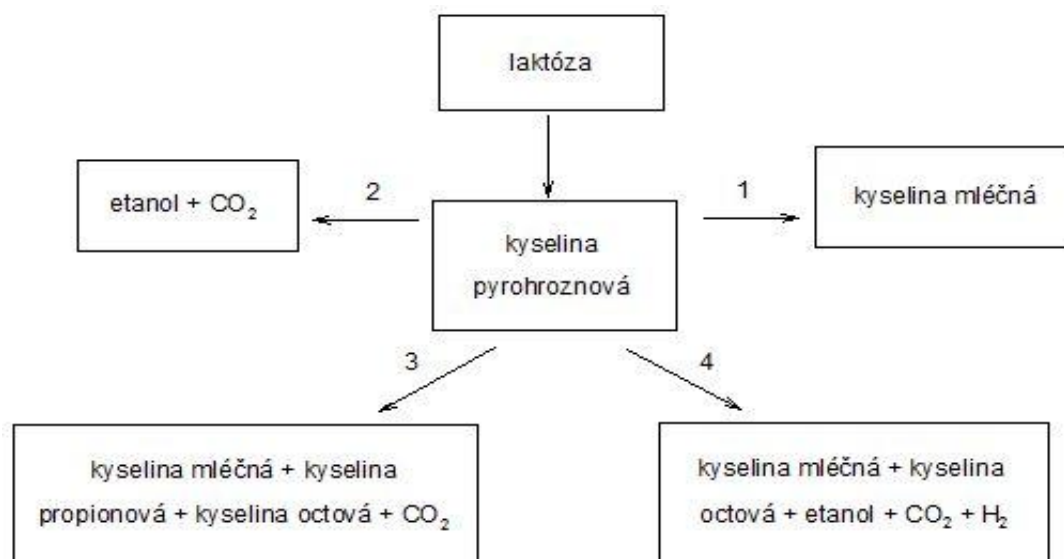 laktóza
etanol + CO₂
2
1
kyselina mléčná
kyselina
pyrohroznová
3
4
kyselina mléčná + kyselina
propionová + kyselina octová + CO₂
kyselina mléčná + kyselina
octová + etanol + CO₂ + H₂